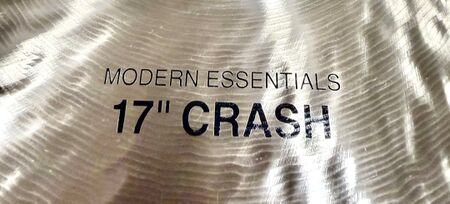 MODERN ESSENTIALS
17" CRASH